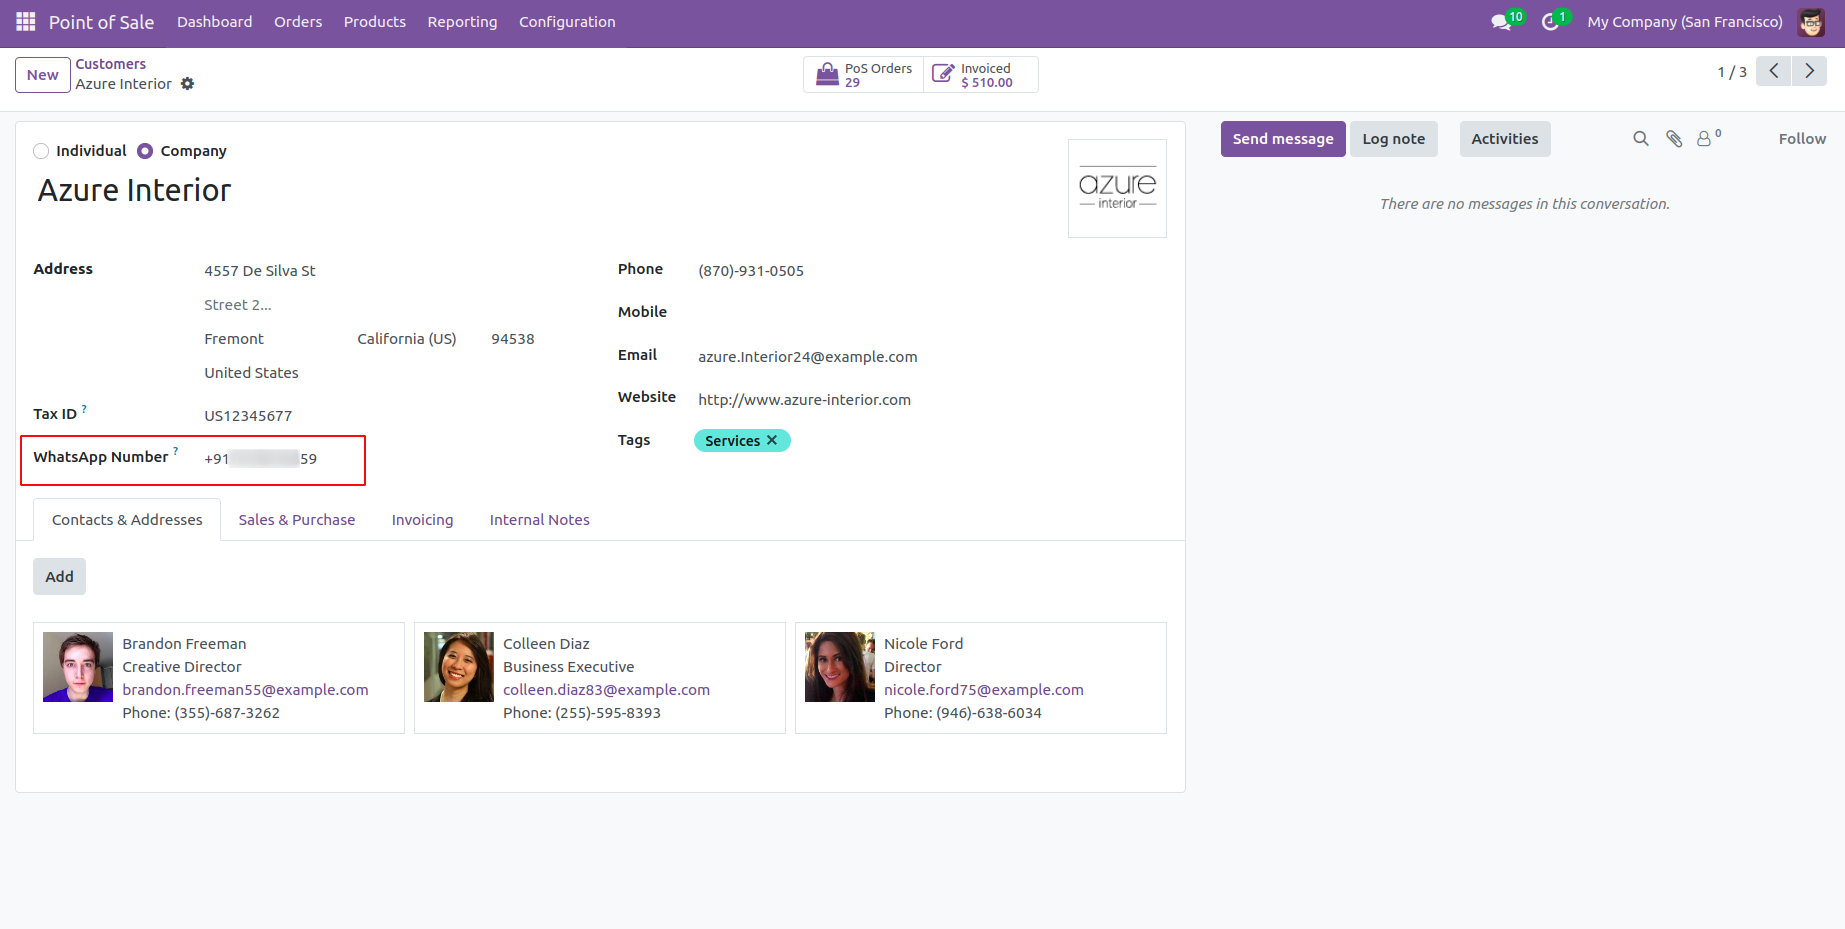 Point of Sale Dashboard Orders Products Reporting Configuration 10 1 My Company (San Francisco)
New Customers
Azure Interior
PoS Orders
29
Invoiced
$ 510.00
1 / 3
Individual Company
Azure Interior
azure
interior
Send message Log note Activities 0 Follow
There are no messages in this conversation.
Address 4557 De Silva St
Street 2...
Fremont California (US) 94538
United States
Tax ID ? US12345677
WhatsApp Number ? +91 59
Phone (870)-931-0505
Mobile
Email azure.Interior24@example.com
Website http://www.azure-interior.com
Tags Services ✕
Contacts & Addresses Sales & Purchase Invoicing Internal Notes
Add
Brandon Freeman
Creative Director
brandon.freeman55@example.com
Phone: (355)-687-3262
Colleen Diaz
Business Executive
colleen.diaz83@example.com
Phone: (255)-595-8393
Nicole Ford
Director
nicole.ford75@example.com
Phone: (946)-638-6034